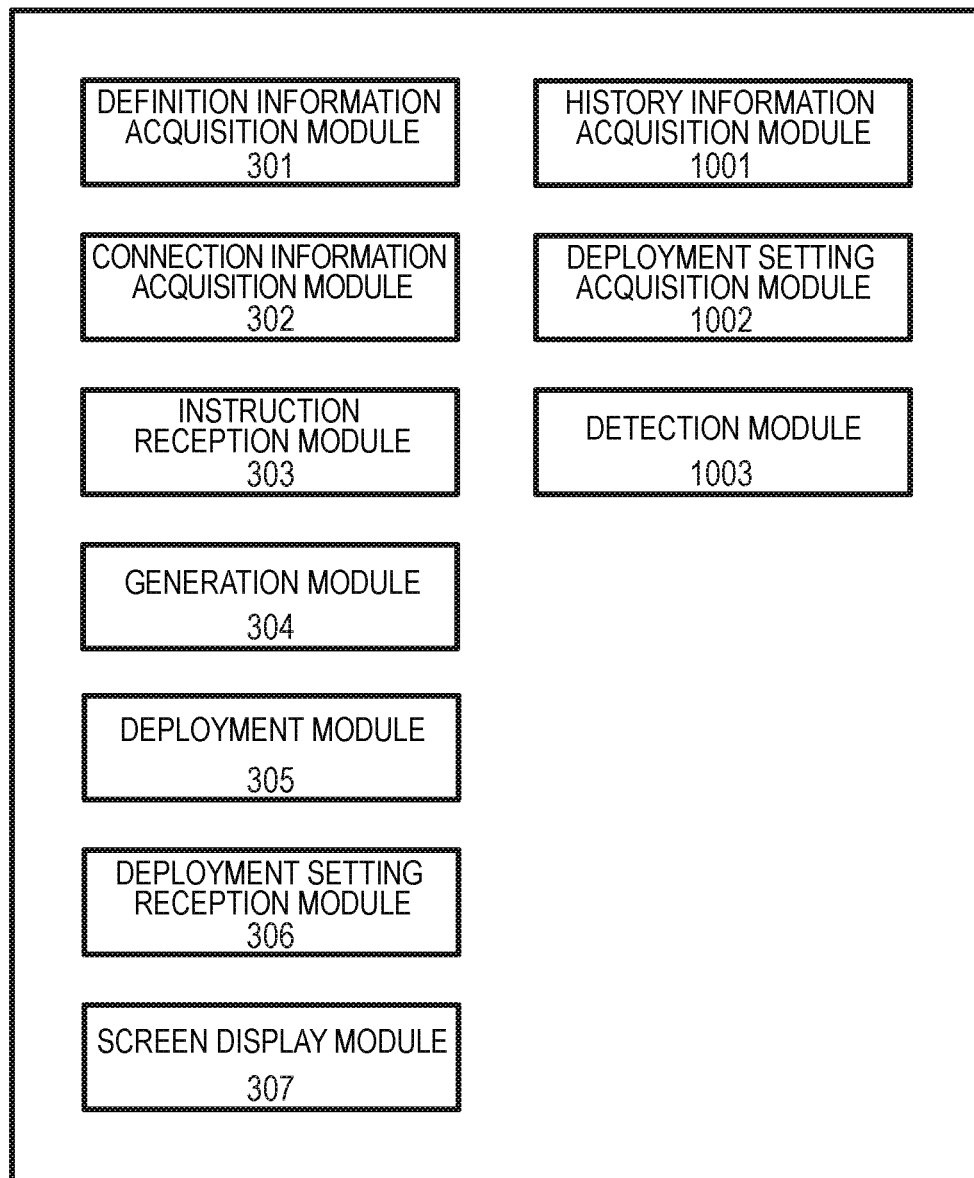 DEFINITION INFORMATION
ACQUISITION MODULE
301
CONNECTION INFORMATION
ACQUISITION MODULE
302
INSTRUCTION
RECEPTION MODULE
303
GENERATION MODULE
304
DEPLOYMENT MODULE
305
DEPLOYMENT SETTING
RECEPTION MODULE
306
SCREEN DISPLAY MODULE
307
HISTORY INFORMATION
ACQUISITION MODULE
1001
DEPLOYMENT SETTING
ACQUISITION MODULE
1002
DETECTION MODULE
1003